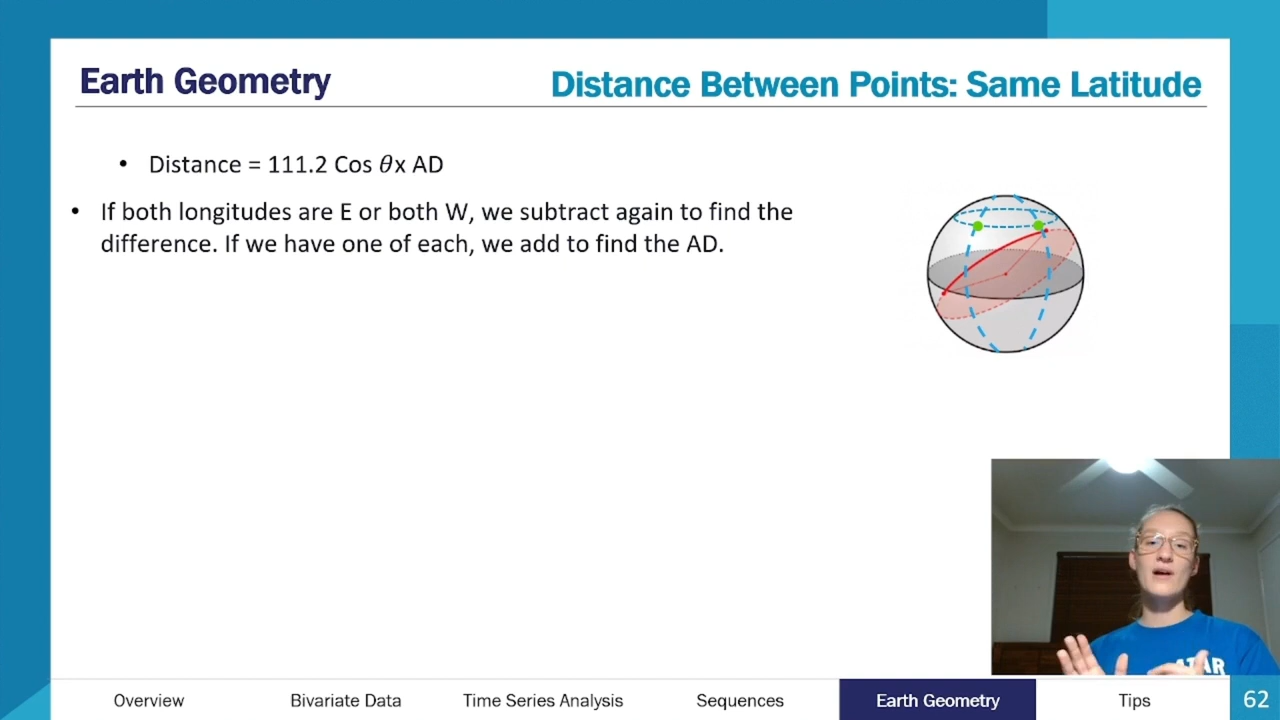 Earth Geometry
Distance Between Points: Same Latitude
• Distance = 111.2 Cos 𝜃x AD
• If both longitudes are E or both W, we subtract again to find the
difference. If we have one of each, we add to find the AD.
Overview
Bivariate Data
Time Series Analysis
Sequences
Earth Geometry
Tips
62